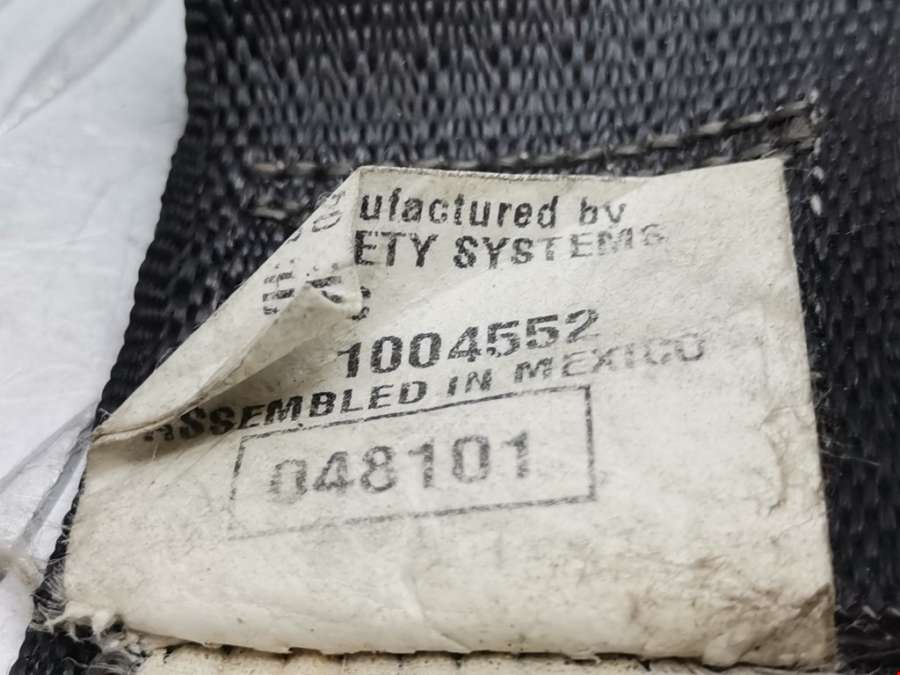 ufactured by
ETY SYSTEMS
1004552
ASSEMBLED IN MEXICO
048101